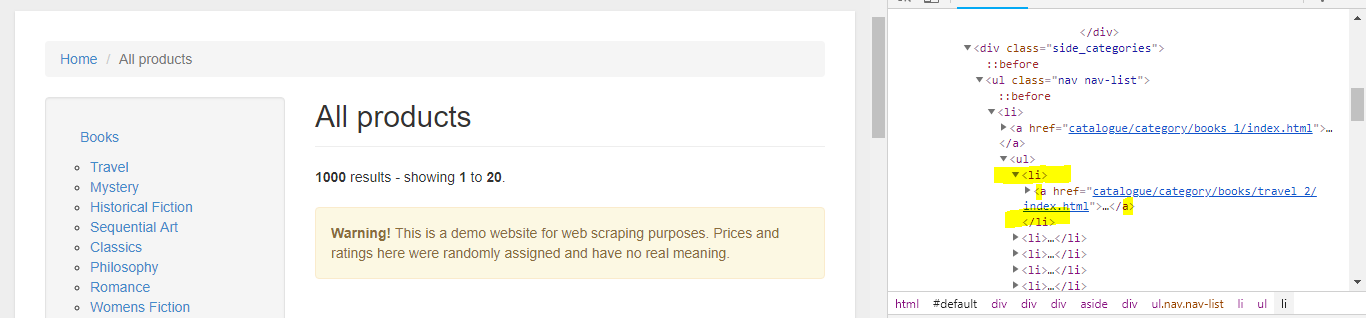 Home / All products
Books
Travel
Mystery
Historical Fiction
Sequential Art
Classics
Philosophy
Romance
Womens Fiction
All products
1000 results - showing 1 to 20.
Warning! This is a demo website for web scraping purposes. Prices and
ratings here were randomly assigned and have no real meaning.
</div>
<div class="side_categories">
::before
<ul class="nav nav-list">
::before
<li>
<a href="catalogue/category/books_1/index.html">…
</a>
<ul>
<li>
<a href="catalogue/category/books/travel_2/
index.html">…</a>
</li>
<li>…</li>
<li>…</li>
<li>…</li>
<li>…</li>
html #default div div div aside div ul.nav.nav-list li ul li